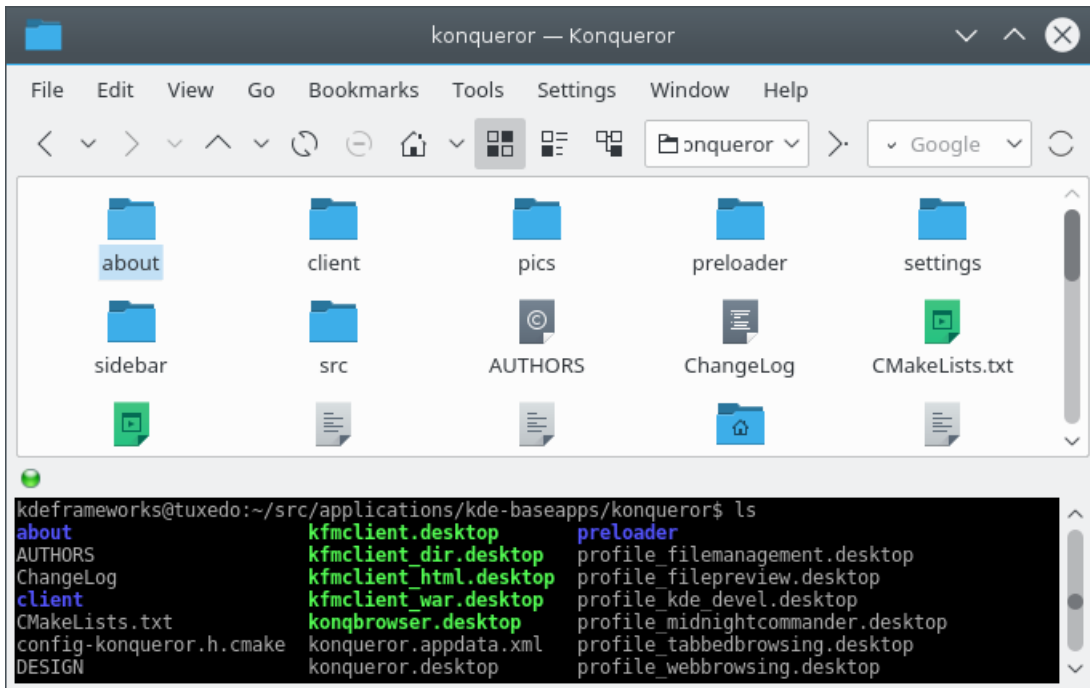 konqueror — Konqueror
File Edit View Go Bookmarks Tools Settings Window Help
onqueror Google
about client pics preloader settings
sidebar src AUTHORS ChangeLog CMakeLists.txt
kdeframeworks@tuxedo:~/src/applications/kde-baseapps/konqueror$ ls
about kfmclient.desktop preloader
AUTHORS kfmclient_dir.desktop profile_filemanagement.desktop
ChangeLog kfmclient_html.desktop profile_filepreview.desktop
client kfmclient_war.desktop profile_kde_devel.desktop
CMakeLists.txt konqbrowser.desktop profile_midnightcommander.desktop
config-konqueror.h.cmake konqueror.appdata.xml profile_tabbedbrowsing.desktop
DESIGN konqueror.desktop profile_webbrowsing.desktop